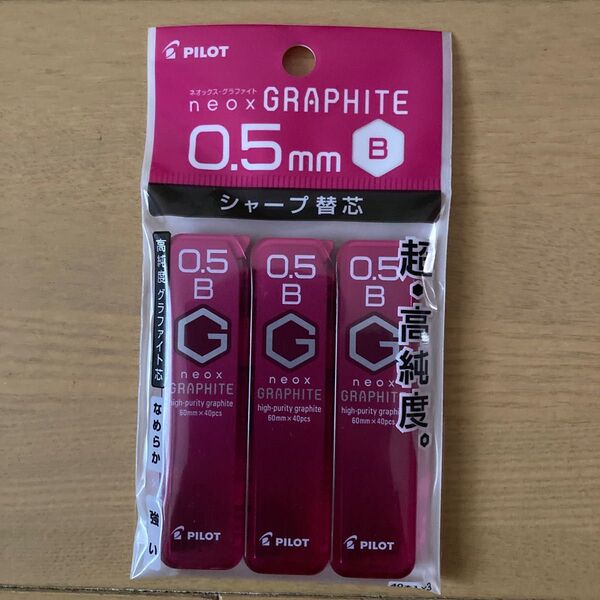 PILOT
ネオックス・グラファイト
neox GRAPHITE
0.5mm B
シャープ替芯
高純度グラファイト芯
なめらか
強い
0.5
B
G
neox
GRAPHITE
high-purity graphite
60mm×40pcs
PILOT
0.5
B
G
neox
GRAPHITE
high-purity graphite
60mm×40pcs
PILOT
0.5
B
G
neox
GRAPHITE
high-purity graphite
60mm×40pcs
PILOT
超・高純度。